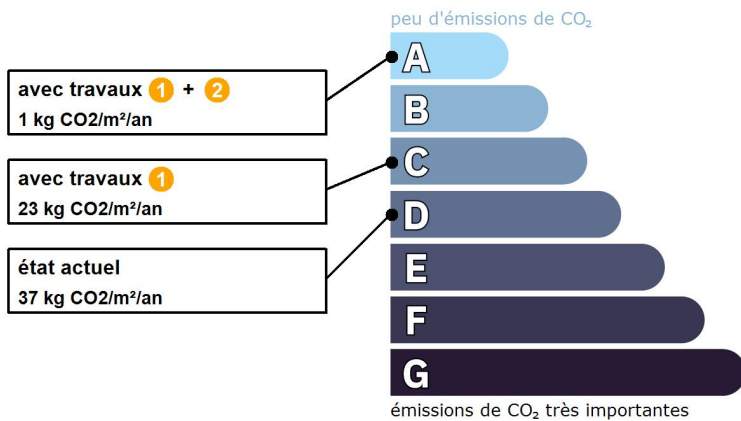 peu d'émissions de CO₂
avec travaux 1 + 2
1 kg CO2/m²/an
avec travaux 1
23 kg CO2/m²/an
état actuel
37 kg CO2/m²/an
A
B
C
D
E
F
G
émissions de CO₂ très importantes